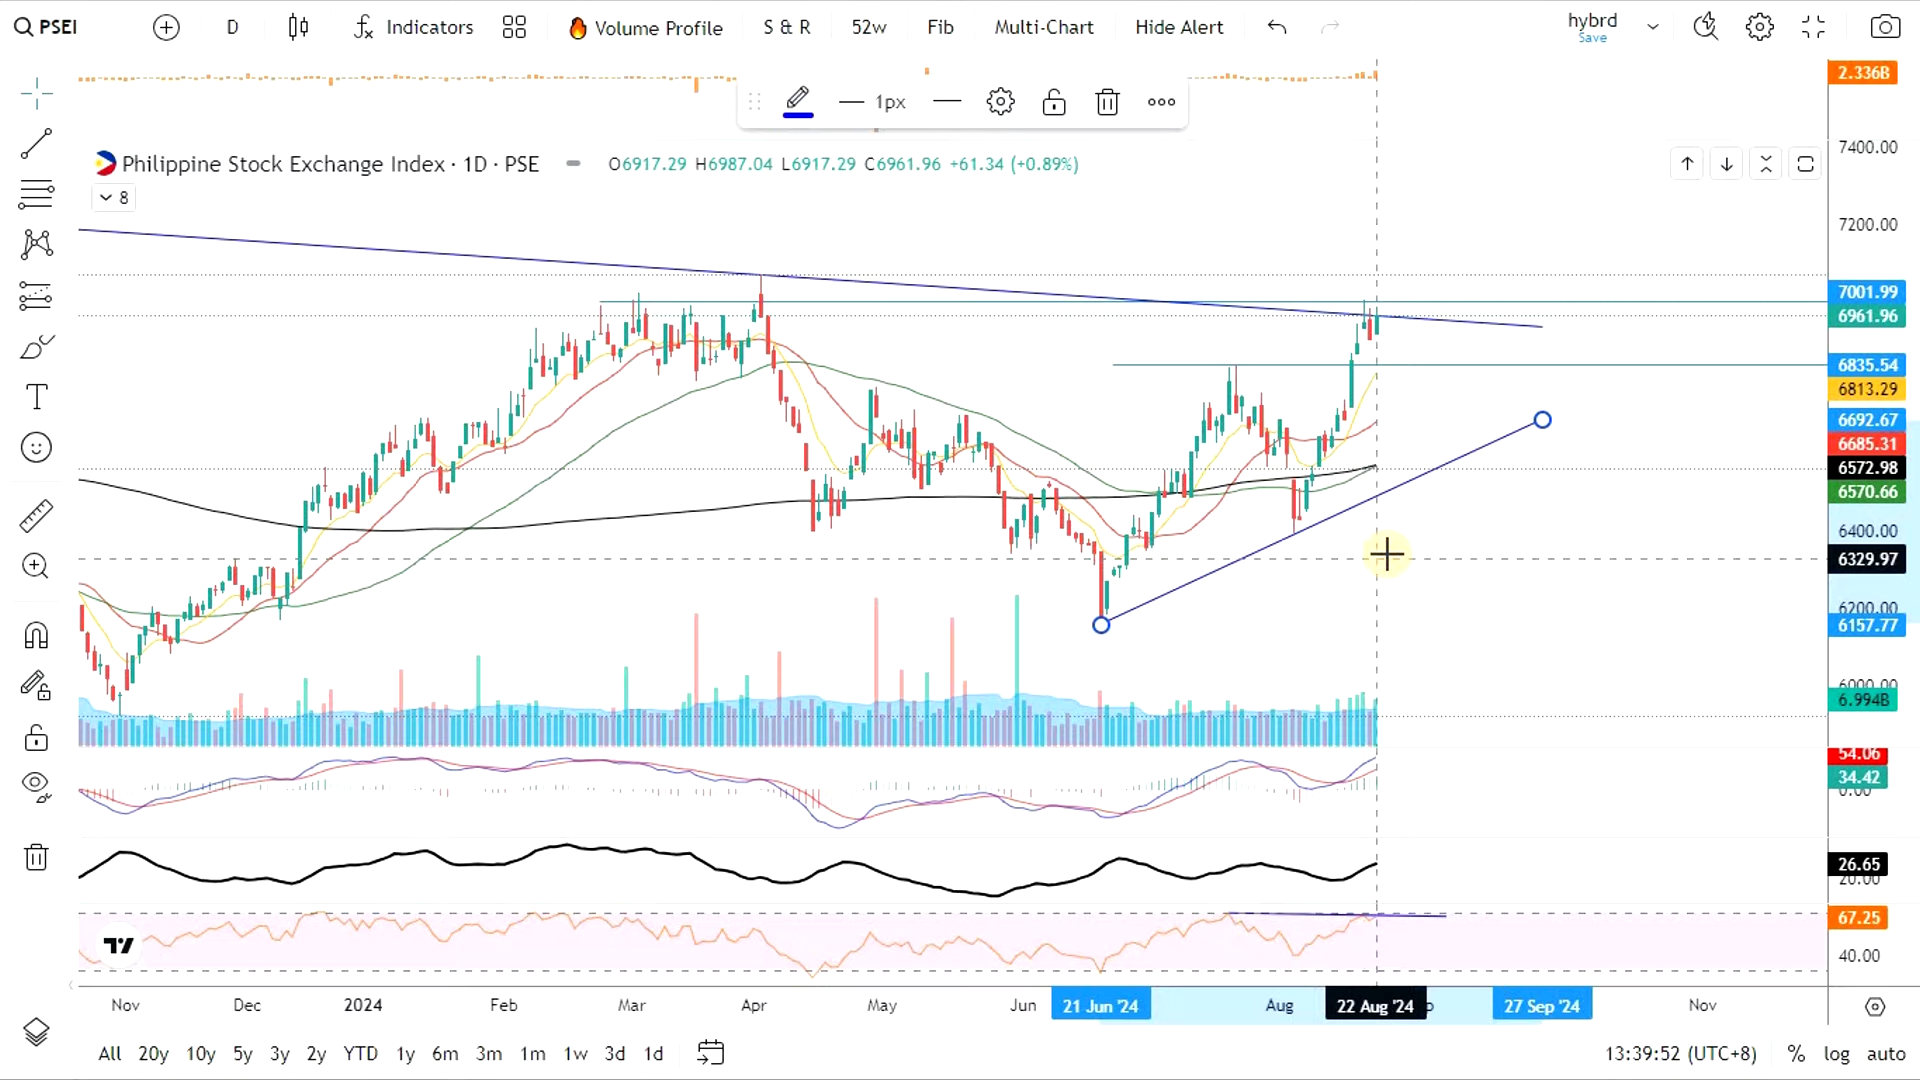 PSEI D Indicators Volume Profile S & R 52w Fib Multi-Chart Hide Alert hybrd
Save
1px
Philippine Stock Exchange Index · 1D · PSE O6917.29 H6987.04 L6917.29 C6961.96 +61.34 (+0.89%)
8
2.336B
7400.00
7200.00
7001.99
6961.96
6835.54
6813.29
6692.67
6685.31
6572.98
6570.66
6400.00
6329.97
6200.00
6157.77
6000.00
6.994B
54.06
34.42
0.00
26.65
20.00
67.25
40.00
Nov Dec 2024 Feb Mar Apr May Jun 21 Jun '24 Aug 22 Aug '24 27 Sep '24 Nov
All 20y 10y 5y 3y 2y YTD 1y 6m 3m 1m 1w 3d 1d 13:39:52 (UTC+8) % log auto